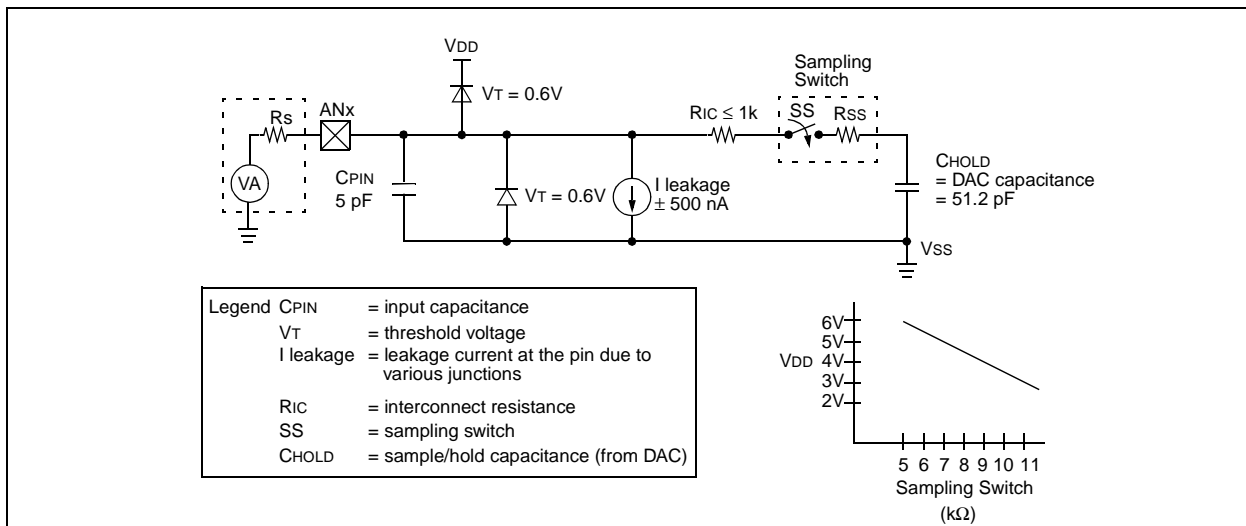 VDD
Sampling
Switch
VT = 0.6V
Rs
ANx
RIC ≤ 1k
SS
RSS
VA
CPIN
5 pF
VT = 0.6V
I leakage
± 500 nA
CHOLD
= DAC capacitance
= 51.2 pF
VSS
Legend CPIN = input capacitance
VT = threshold voltage
I leakage = leakage current at the pin due to
various junctions
RIC = interconnect resistance
SS = sampling switch
CHOLD = sample/hold capacitance (from DAC)
6V
5V
VDD 4V
3V
2V
5 6 7 8 9 10 11
Sampling Switch
(kΩ)